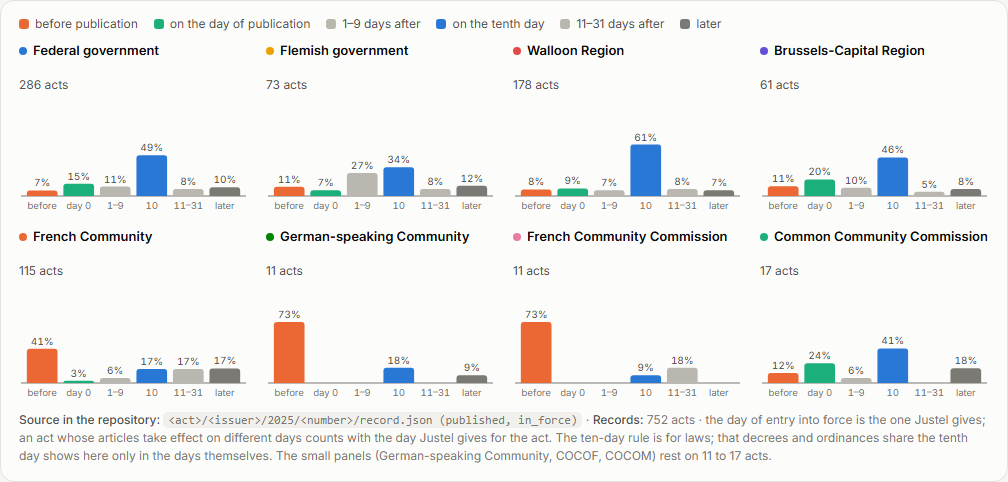 before publication on the day of publication 1–9 days after on the tenth day 11–31 days after later
Federal government
286 acts
7% 15% 11% 49% 8% 10%
before day 0 1–9 10 11–31 later
Flemish government
73 acts
11% 7% 27% 34% 8% 12%
before day 0 1–9 10 11–31 later
Walloon Region
178 acts
8% 9% 7% 61% 8% 7%
before day 0 1–9 10 11–31 later
Brussels-Capital Region
61 acts
11% 20% 10% 46% 5% 8%
before day 0 1–9 10 11–31 later
French Community
115 acts
41% 3% 6% 17% 17% 17%
before day 0 1–9 10 11–31 later
German-speaking Community
11 acts
73% 18% 9%
before day 0 1–9 10 11–31 later
French Community Commission
11 acts
73% 9% 18%
before day 0 1–9 10 11–31 later
Common Community Commission
17 acts
12% 24% 6% 41% 18%
before day 0 1–9 10 11–31 later
Source in the repository: <act>/<issuer>/2025/<number>/record.json (published, in_force) · Records: 752 acts · the day of entry into force is the one Justel gives;
an act whose articles take effect on different days counts with the day Justel gives for the act. The ten-day rule is for laws; that decrees and ordinances share the tenth
day shows here only in the days themselves. The small panels (German-speaking Community, COCOF, COCOM) rest on 11 to 17 acts.